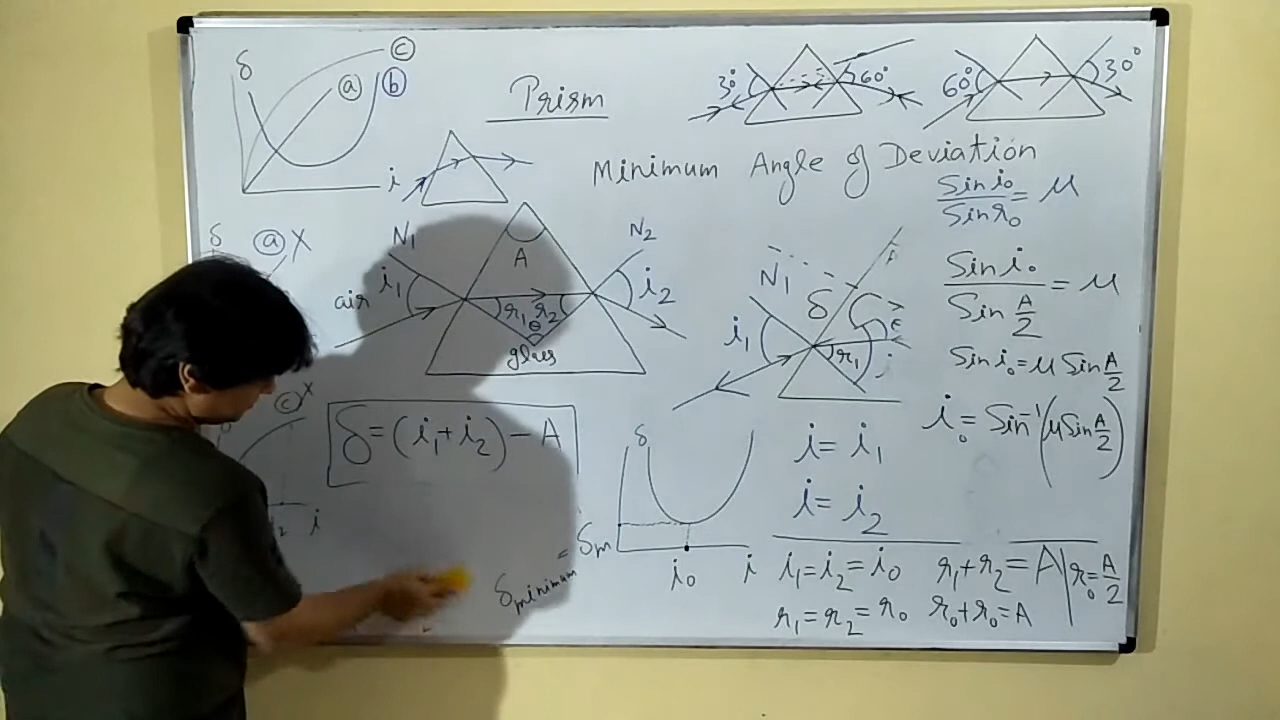 δ
ⓒ
ⓐ
ⓑ
i
Prism
30°
60°
60°
30°
Minimum Angle of Deviation
Sin i₀ / Sin r₀ = μ
δ
ⓐ X
N₁
N₂
A
air
i₁
i₂
r₁
r₂
θ
glass
N₁
δ
i₁
r₁
Sin i₀ / Sin A/2 = μ
Sin i₀ = μ Sin A/2
i₀ = Sin⁻¹(μ Sin A/2)
ⓒ X
i
δ = (i₁ + i₂) - A
δ
i = i₁
i = i₂
δminimum = δm
i₀
i
i₁ = i₂ = i₀
r₁ + r₂ = A
r₀ = A/2
r₁ = r₂ = r₀
r₀ + r₀ = A